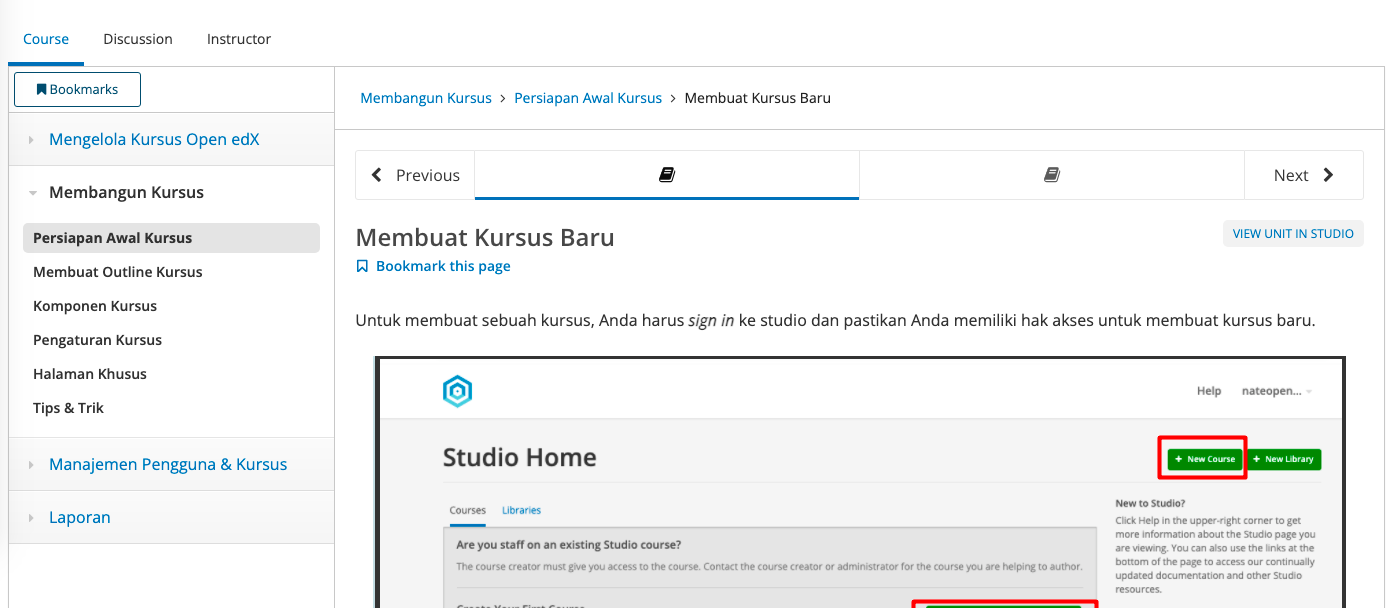 Course Discussion Instructor
Bookmarks
Mengelola Kursus Open edX
Membangun Kursus
Persiapan Awal Kursus
Membuat Outline Kursus
Komponen Kursus
Pengaturan Kursus
Halaman Khusus
Tips & Trik
Manajemen Pengguna & Kursus
Laporan
Membangun Kursus > Persiapan Awal Kursus > Membuat Kursus Baru
Previous Next
Membuat Kursus Baru
VIEW UNIT IN STUDIO
Bookmark this page
Untuk membuat sebuah kursus, Anda harus sign in ke studio dan pastikan Anda memiliki hak akses untuk membuat kursus baru.
Help nateopen...
Studio Home
+ New Course + New Library
Courses Libraries
Are you staff on an existing Studio course?
The course creator must give you access to the course. Contact the course creator or administrator for the course you are helping to author.
Create Your First Course
New to Studio?
Click Help in the upper-right corner to get
more information about the Studio page you
are viewing. You can also use the links at the
bottom of the page to access our continually
updated documentation and other Studio
resources.